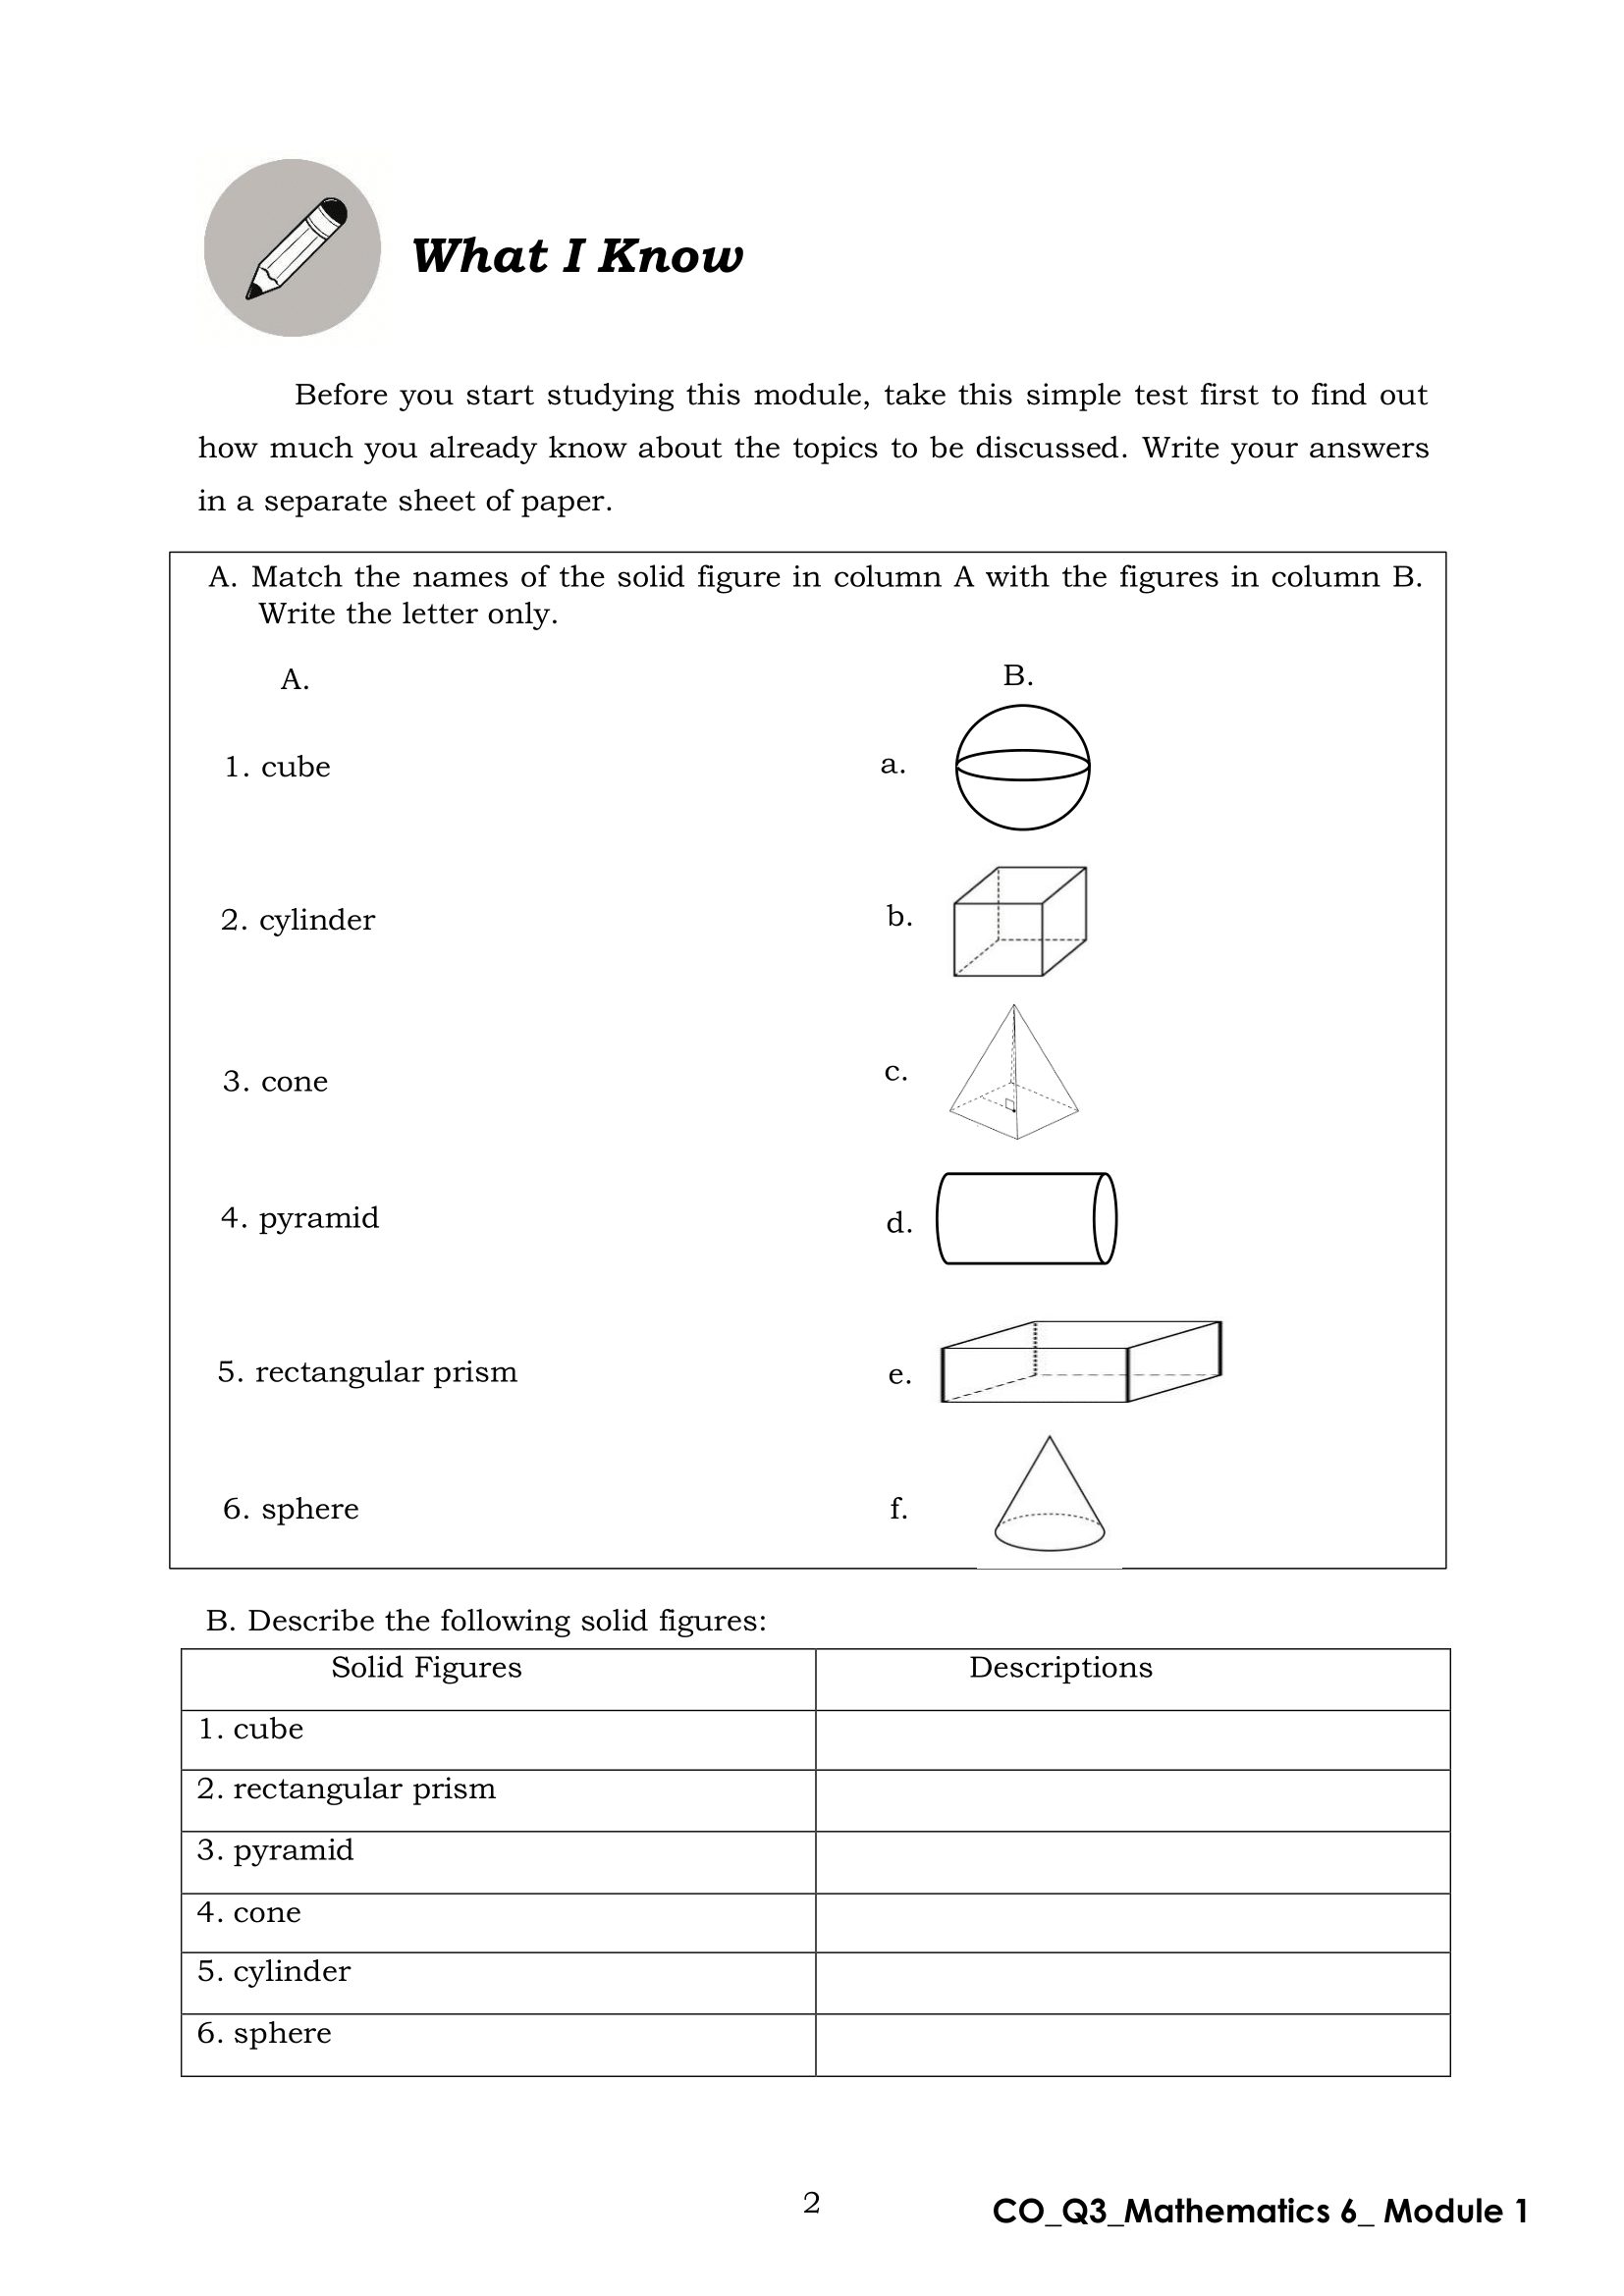 What I Know
Before you start studying this module, take this simple test first to find out
how much you already know about the topics to be discussed. Write your answers
in a separate sheet of paper.
A. Match the names of the solid figure in column A with the figures in column B.
Write the letter only.
A.
B.
1. cube
a.
2. cylinder
b.
3. cone
c.
4. pyramid
d.
5. rectangular prism
e.
6. sphere
f.
B. Describe the following solid figures:
Solid Figures
Descriptions
1. cube
2. rectangular prism
3. pyramid
4. cone
5. cylinder
6. sphere
2
CO_Q3_Mathematics 6_ Module 1